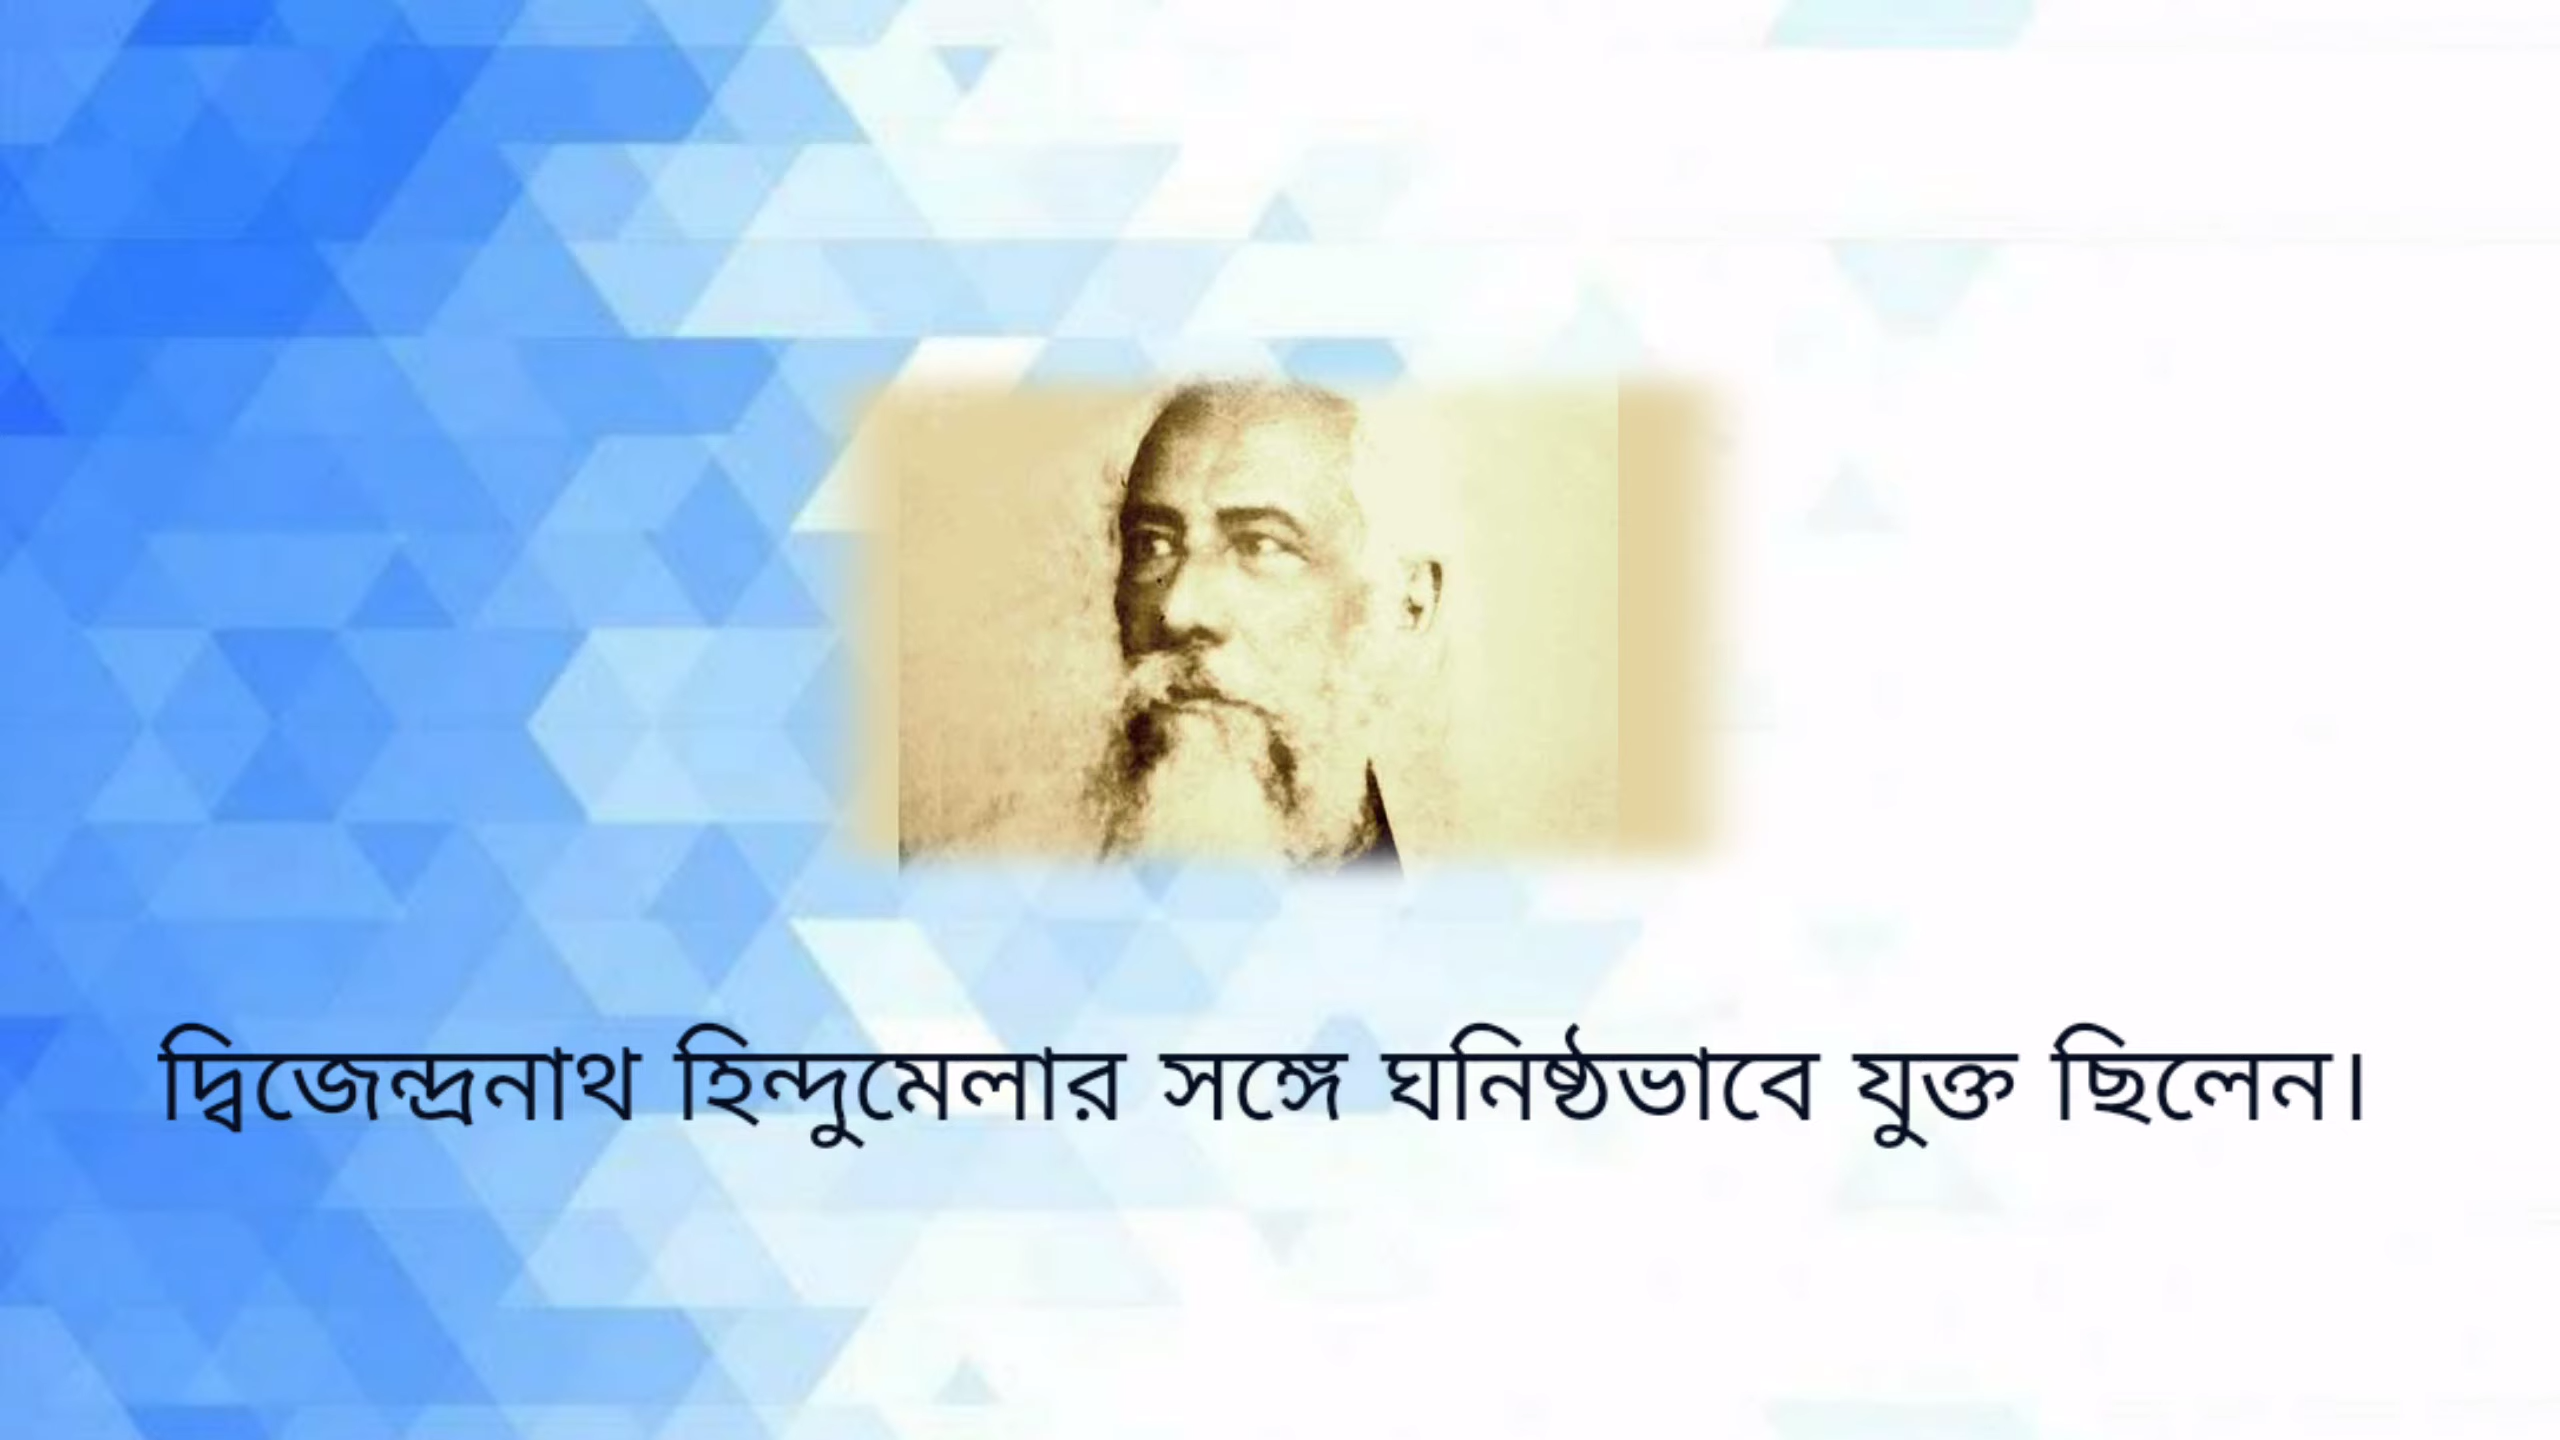 দ্বিজেন্দ্রনাথ হিন্দুমেলার সঙ্গে ঘনিষ্ঠভাবে যুক্ত ছিলেন।